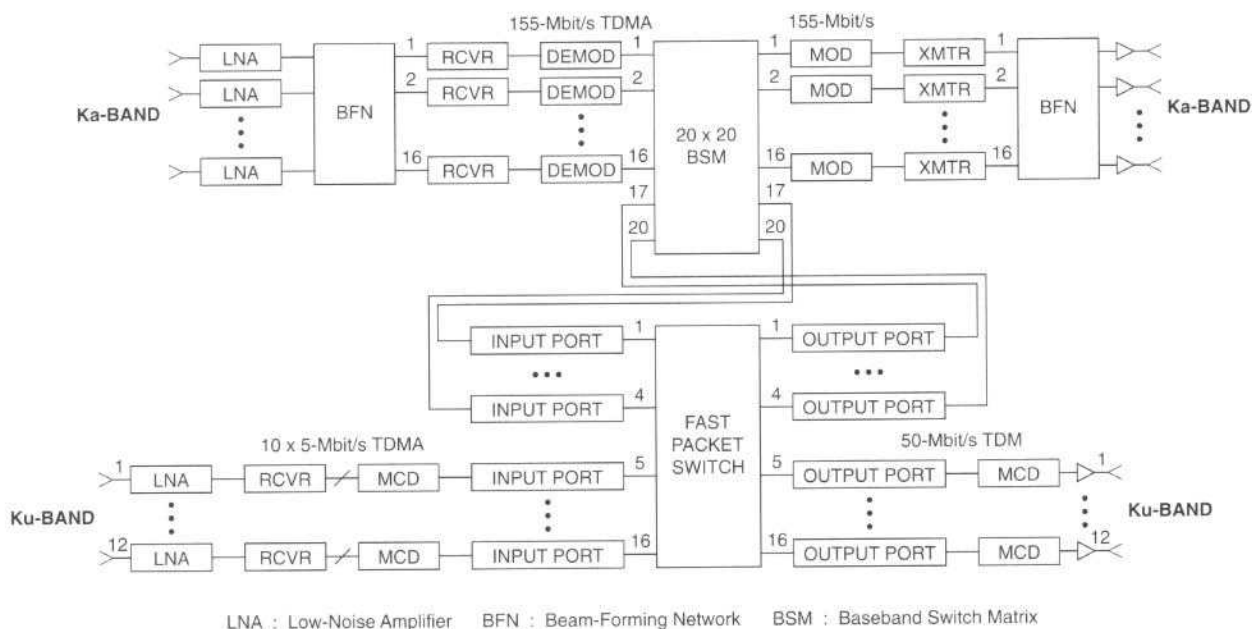 155-Mbit/s TDMA 155-Mbit/s
LNA 1 RCVR DEMOD 1 1 MOD XMTR 1
LNA 2 RCVR DEMOD 2 2 MOD XMTR 2
Ka-BAND BFN 20 x 20 BSM BFN Ka-BAND
LNA 16 RCVR DEMOD 16 16 MOD XMTR 16
17 17
20 20
INPUT PORT 1 1 OUTPUT PORT
INPUT PORT 4 4 OUTPUT PORT
FAST
PACKET
SWITCH
10 x 5-Mbit/s TDMA 50-Mbit/s TDM
1 LNA RCVR MCD INPUT PORT 5 5 OUTPUT PORT MCD 1
Ku-BAND Ku-BAND
12 LNA RCVR MCD INPUT PORT 16 16 OUTPUT PORT MCD 12
LNA : Low-Noise Amplifier BFN : Beam-Forming Network BSM : Baseband Switch Matrix